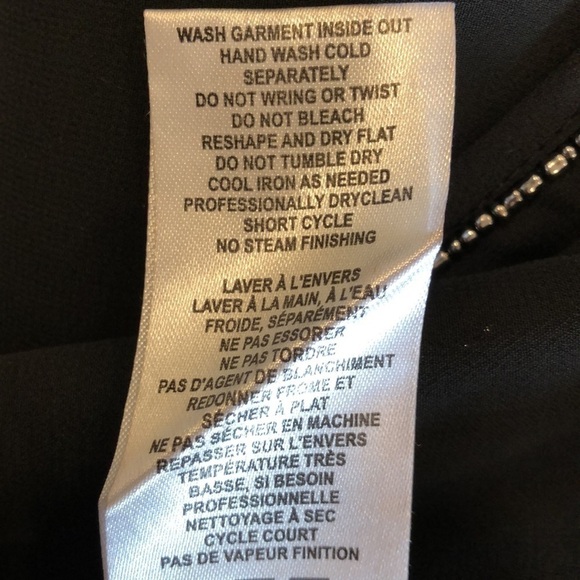 WASH GARMENT INSIDE OUT
HAND WASH COLD
SEPARATELY
DO NOT WRING OR TWIST
DO NOT BLEACH
RESHAPE AND DRY FLAT
DO NOT TUMBLE DRY
COOL IRON AS NEEDED
PROFESSIONALLY DRYCLEAN
SHORT CYCLE
NO STEAM FINISHING
LAVER À L'ENVERS
LAVER À LA MAIN, À L'EAU
FROIDE, SÉPARÉMENT
NE PAS ESSORER
NE PAS TORDRE
PAS D'AGENT DE BLANCHIMENT
REDONNER FROME ET
SÉCHER À PLAT
NE PAS SÉCHER EN MACHINE
REPASSER SUR L'ENVERS
TEMPÉRATURE TRÈS
BASSE, SI BESOIN
PROFESSIONNELLE
NETTOYAGE À SEC
CYCLE COURT
PAS DE VAPEUR FINITION